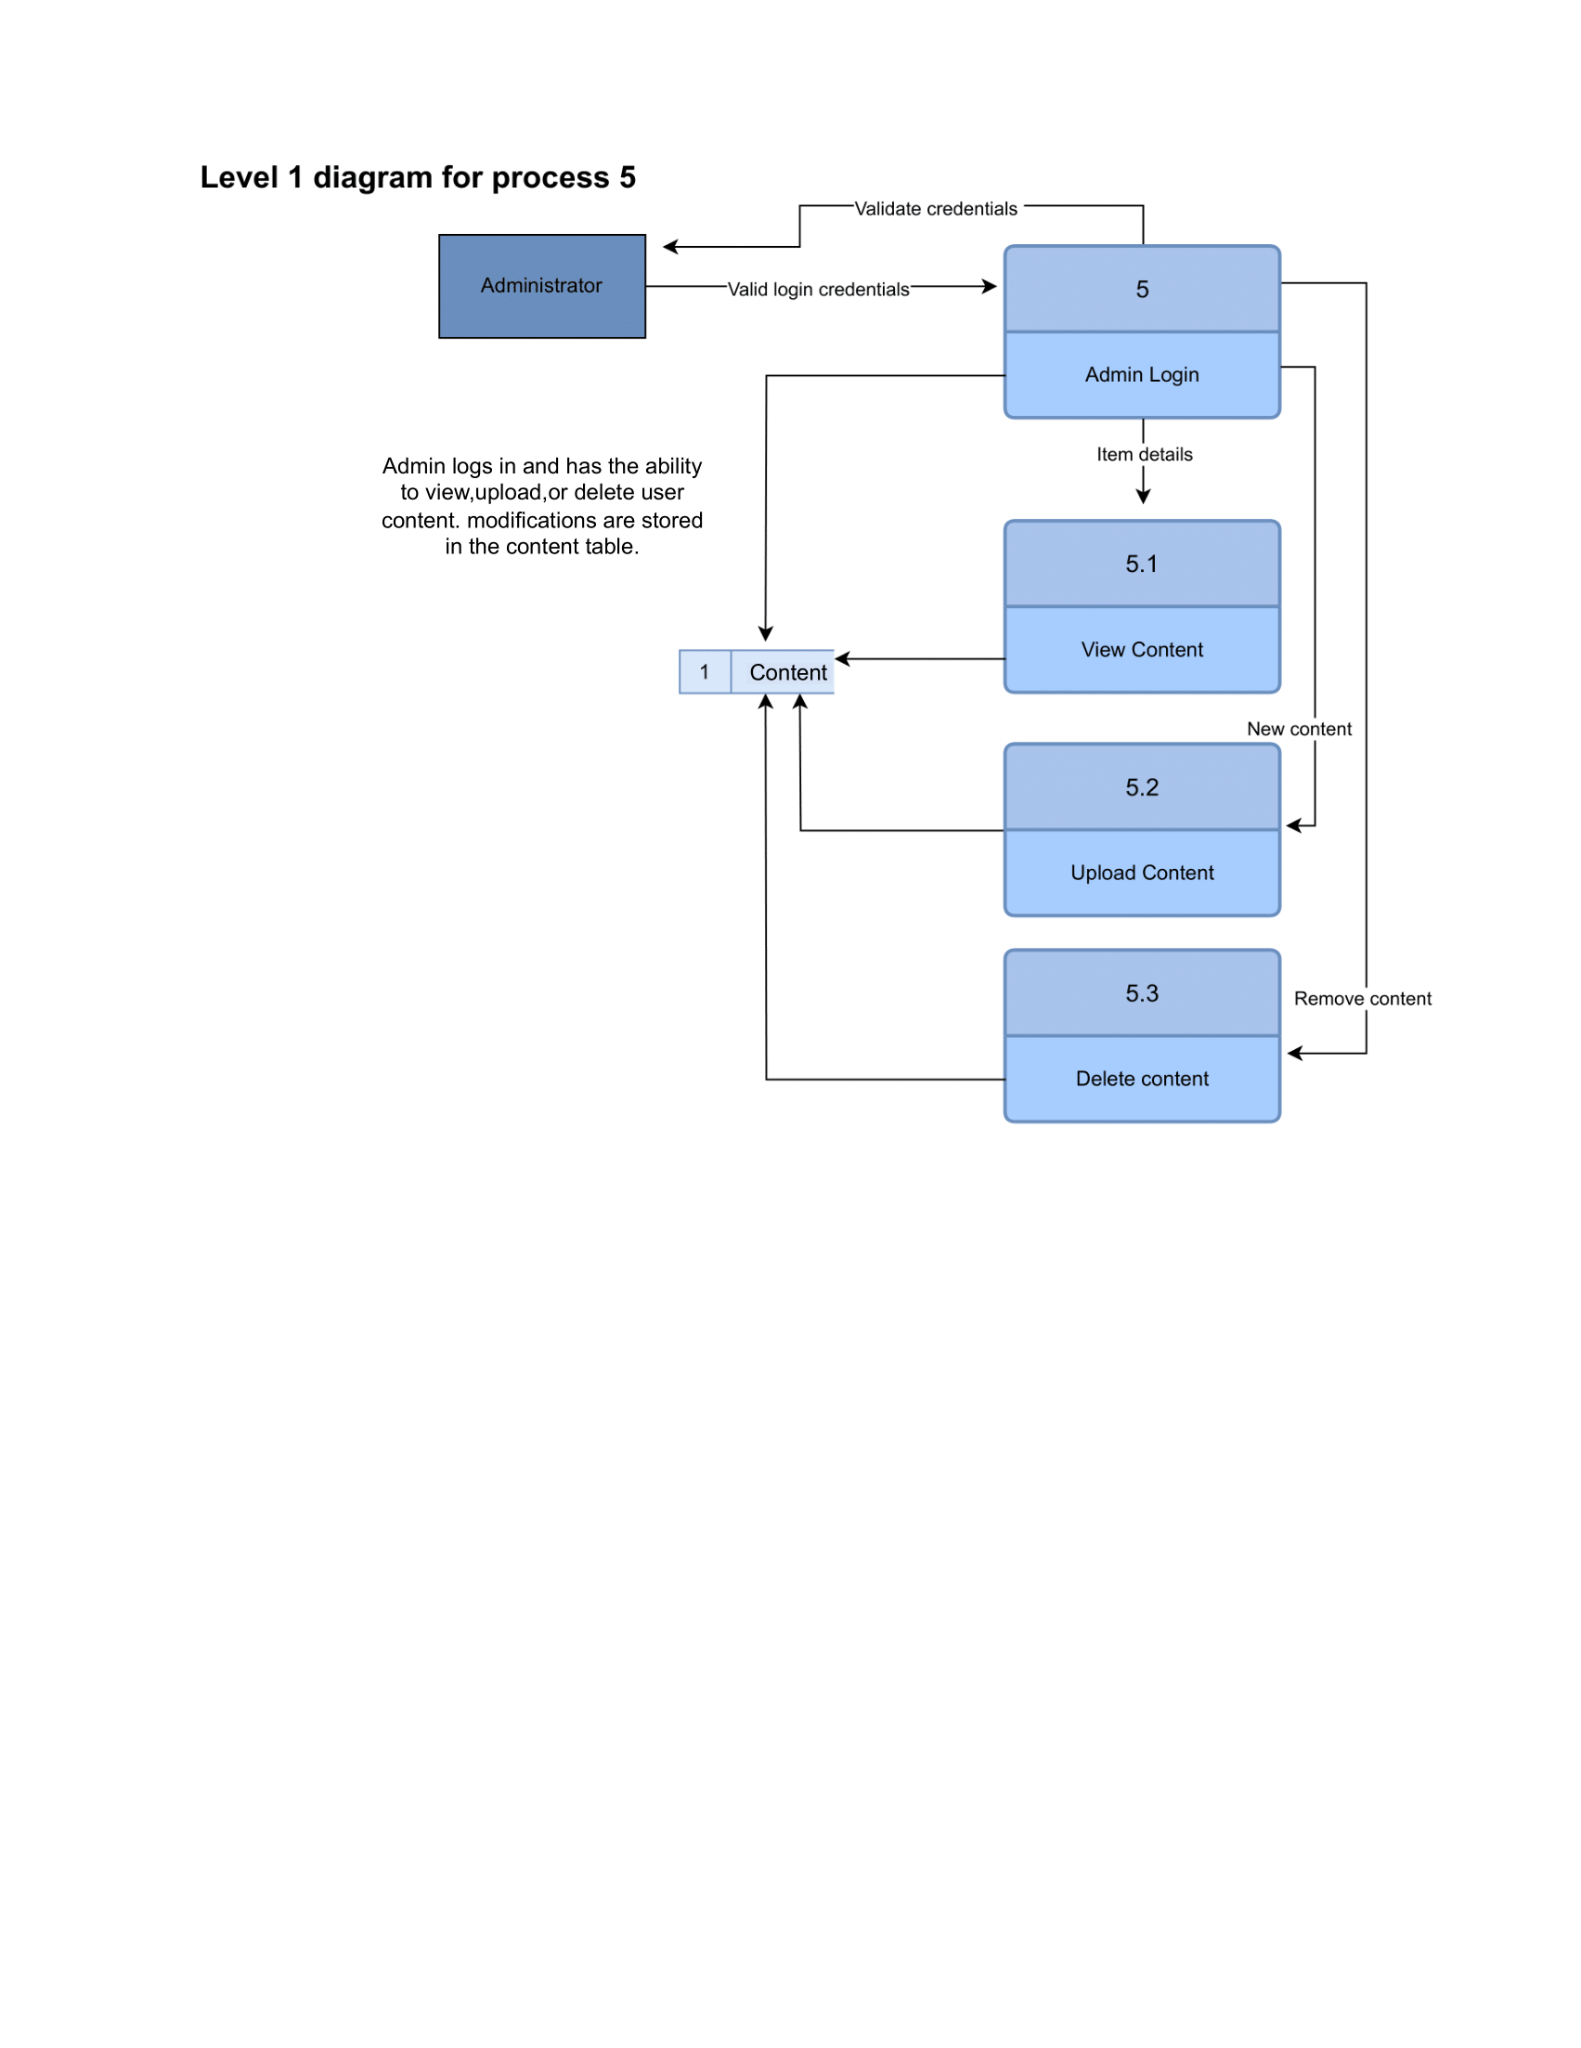 Level 1 diagram for process 5
Validate credentials
Administrator
Valid login credentials
5
Admin Login
Item details
Admin logs in and has the ability
to view,upload,or delete user
content. modifications are stored
in the content table.
5.1
View Content
1 Content
New content
5.2
Upload Content
5.3
Remove content
Delete content